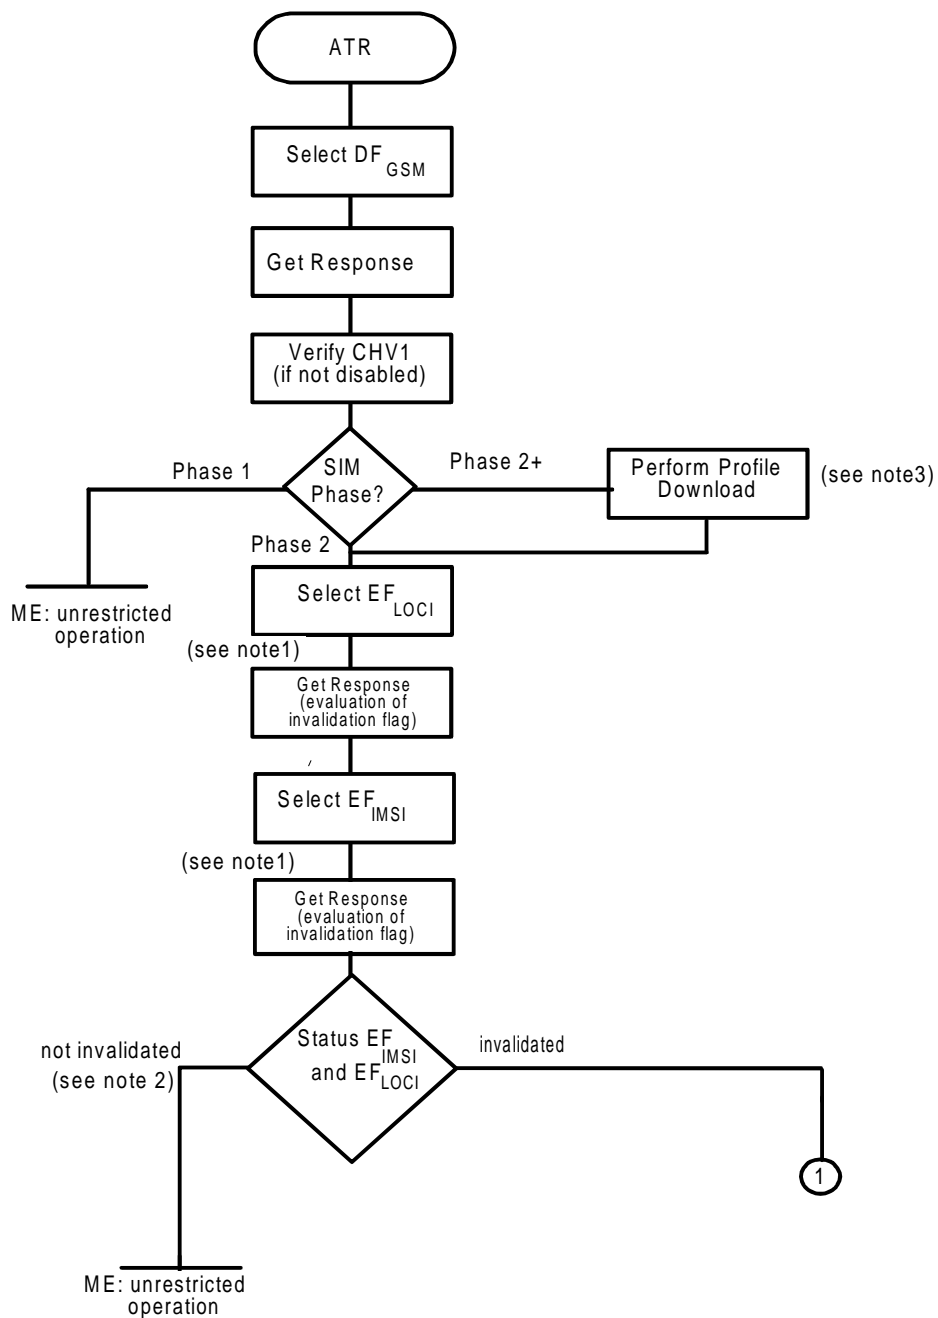 ATR
Select DF GSM
Get Response
Verify CHV1
(if not disabled)
SIM
Phase?
Phase 1
Phase 2+
Perform Profile
Download
(see note3)
Phase 2
ME: unrestricted
operation
Select EF LOCI
(see note1)
Get Response
(evaluation of
invalidation flag)
Select EF IMSI
(see note1)
Get Response
(evaluation of
invalidation flag)
Status EF IMSI
and EF LOCI
not invalidated
(see note 2)
invalidated
1
ME: unrestricted
operation